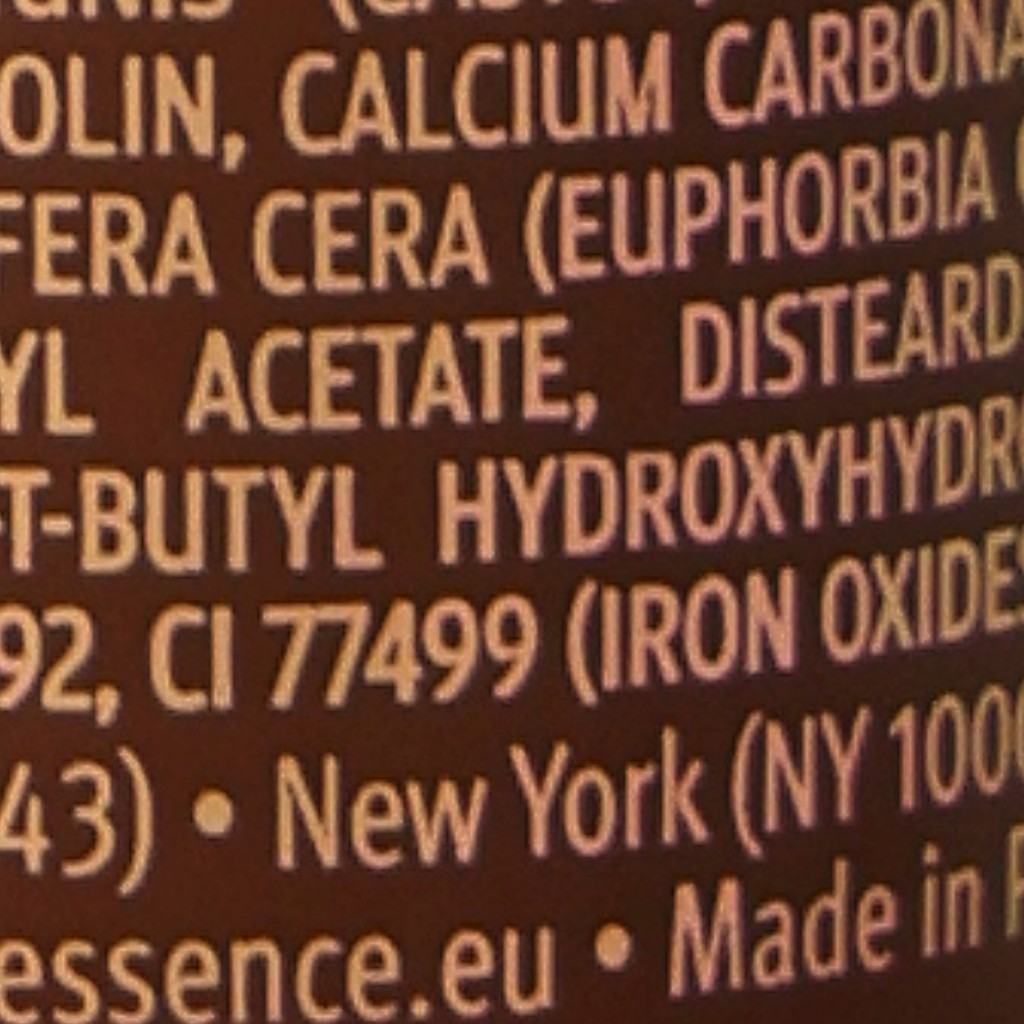 OLIN, CALCIUM CARBONA
FERA CERA (EUPHORBIA
YL ACETATE, DISTEARD
T-BUTYL HYDROXYHYDR
92, CI 77499 (IRON OXIDES
43) • New York (NY 100
essence.eu • Made in